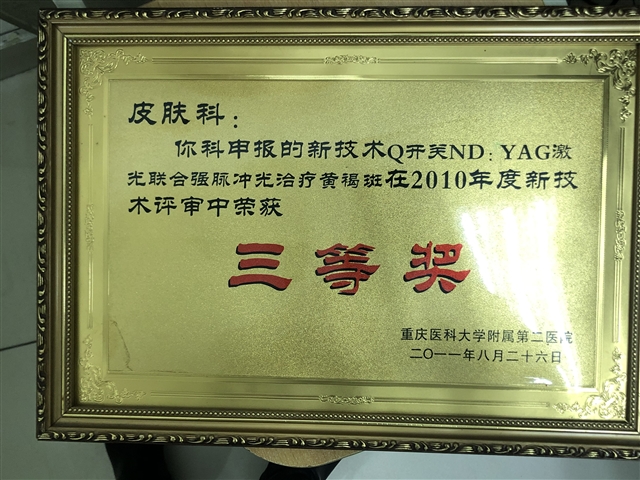 皮肤科：
你科申报的新技术Q开关ND：YAG激
光联合强脉冲光治疗黄褐斑在2010年度新技
术评审中荣获
三等奖
重庆医科大学附属第二医院
二〇一一年八月二十六日